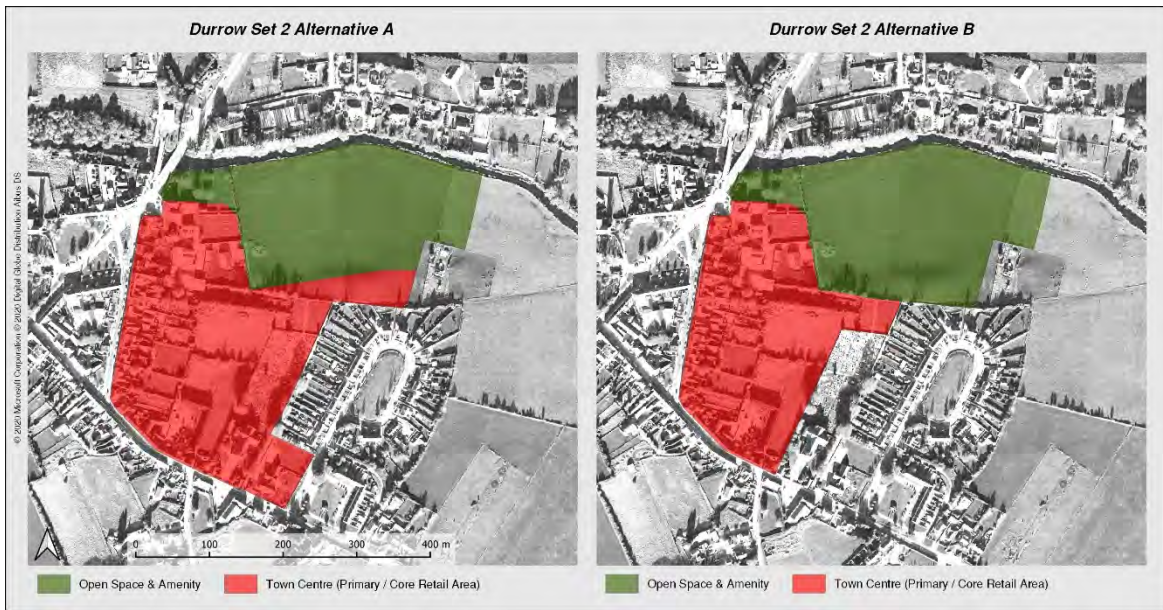 Durrow Set 2 Alternative A
Durrow Set 2 Alternative B
© 2020 Microsoft Corporation © 2020 Digital Globe Distribution Airbus DS
0 100 200 300 400 m
Open Space & Amenity
Town Centre (Primary / Core Retail Area)
Open Space & Amenity
Town Centre (Primary / Core Retail Area)